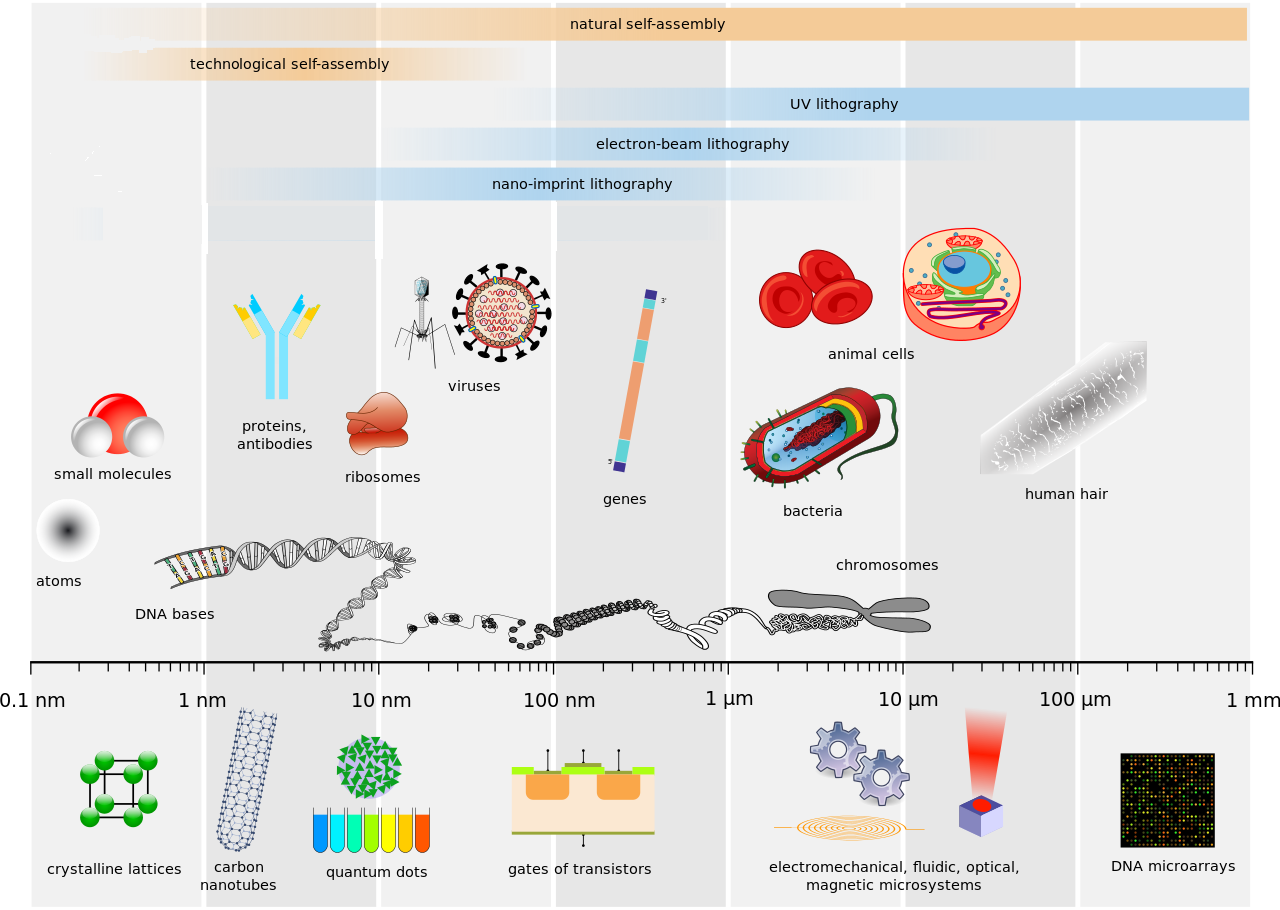 natural self-assembly
technological self-assembly
UV lithography
electron-beam lithography
nano-imprint lithography
3'
animal cells
viruses
proteins,
antibodies
small molecules
ribosomes
5'
genes
bacteria
human hair
atoms
chromosomes
DNA bases
0.1 nm 1 nm 10 nm 100 nm 1 µm 10 µm 100 µm 1 mm
crystalline lattices
carbon
nanotubes
quantum dots
gates of transistors
electromechanical, fluidic, optical,
magnetic microsystems
DNA microarrays